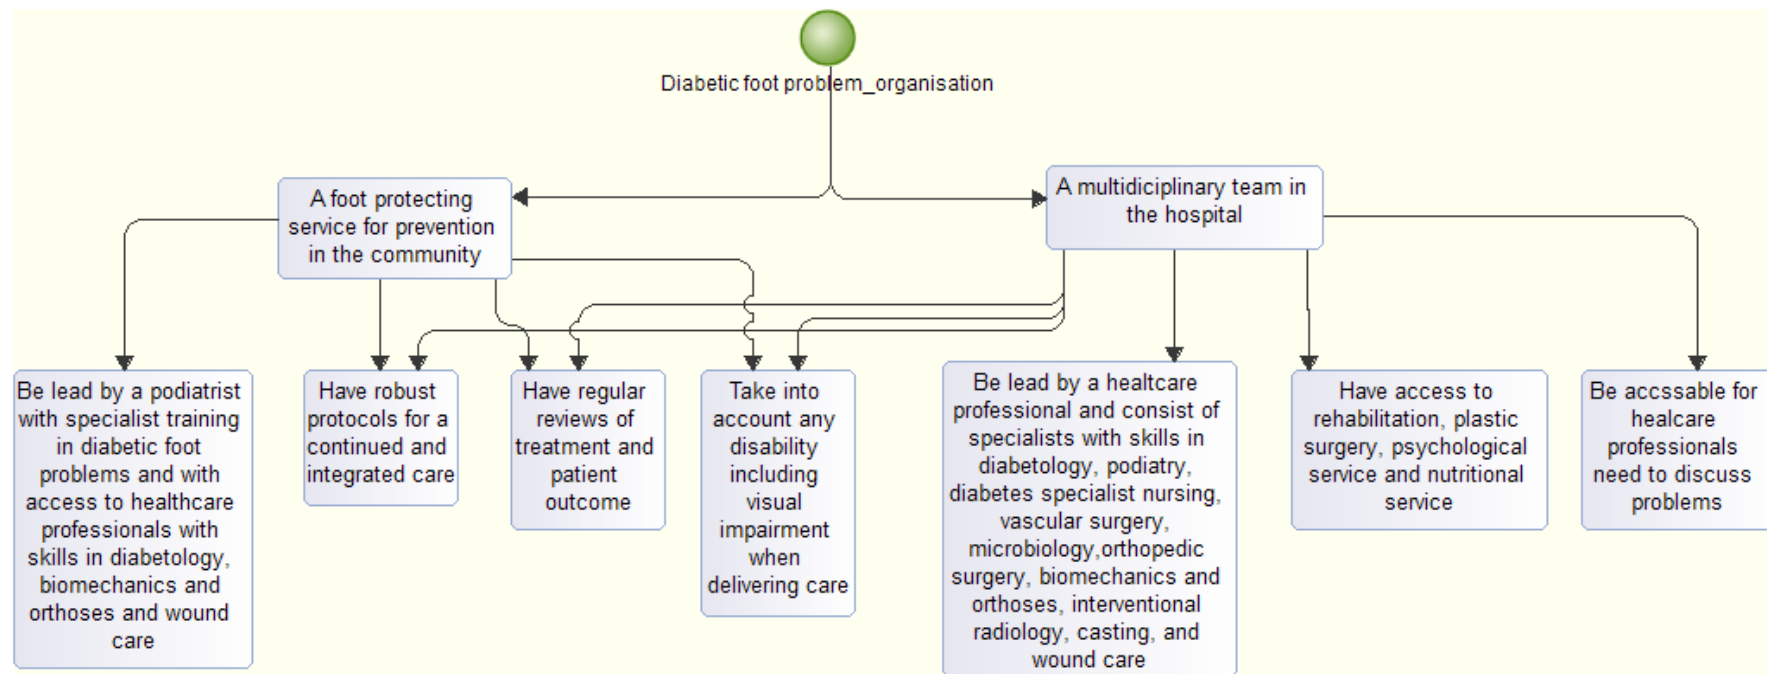 Diabetic foot problem_organisation
A foot protecting
service for prevention
in the community
A multidiciplinary team in
the hospital
Be lead by a podiatrist
with specialist training
in diabetic foot
problems and with
access to healthcare
professionals with
skills in diabetology,
biomechanics and
orthoses and wound
care
Have robust
protocols for a
continued and
integrated care
Have regular
reviews of
treatment and
patient
outcome
Take into
account any
disability
including
visual
impairment
when
delivering care
Be lead by a healtcare
professional and consist of
specialists with skills in
diabetology, podiatry,
diabetes specialist nursing,
vascular surgery,
microbiology,orthopedic
surgery, biomechanics and
orthoses, interventional
radiology, casting, and
wound care
Have access to
rehabilitation, plastic
surgery, psychological
service and nutritional
service
Be accssable for
healcare
professionals
need to discuss
problems